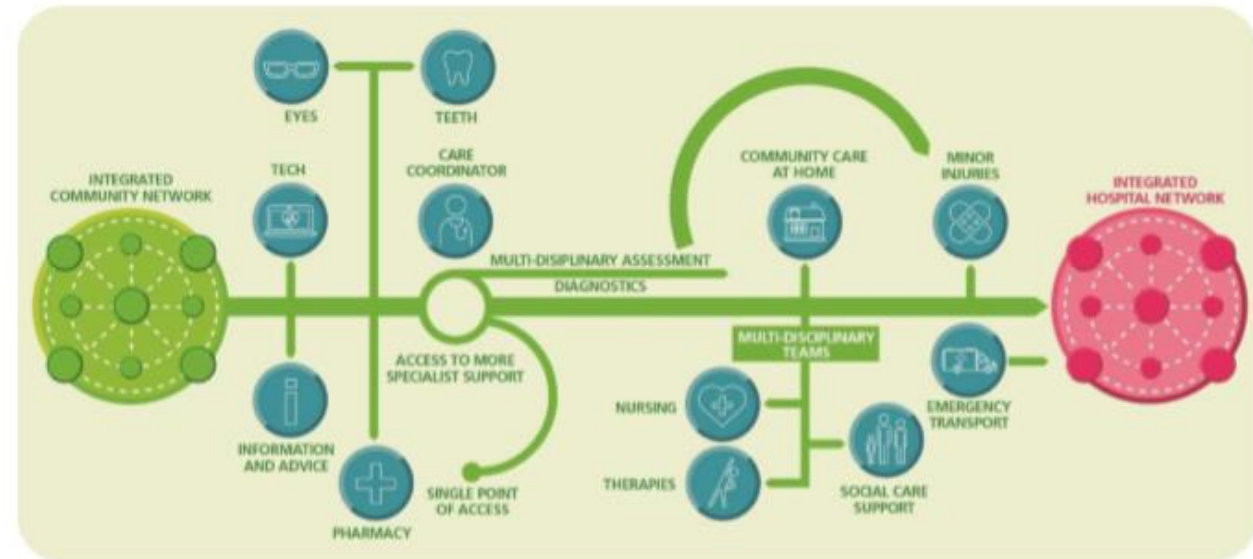 EYES
TEETH
TECH
CARE
COORDINATOR
INTEGRATED
COMMUNITY NETWORK
COMMUNITY CARE
AT HOME
MINOR
INJURIES
INTEGRATED
HOSPITAL NETWORK
MULTI-DISIPLINARY ASSESSMENT
DIAGNOSTICS
MULTI-DISCIPLINARY
TEAMS
ACCESS TO MORE
SPECIALIST SUPPORT
NURSING
EMERGENCY
TRANSPORT
INFORMATION
AND ADVICE
THERAPIES
SOCIAL CARE
SUPPORT
SINGLE POINT
OF ACCESS
PHARMACY